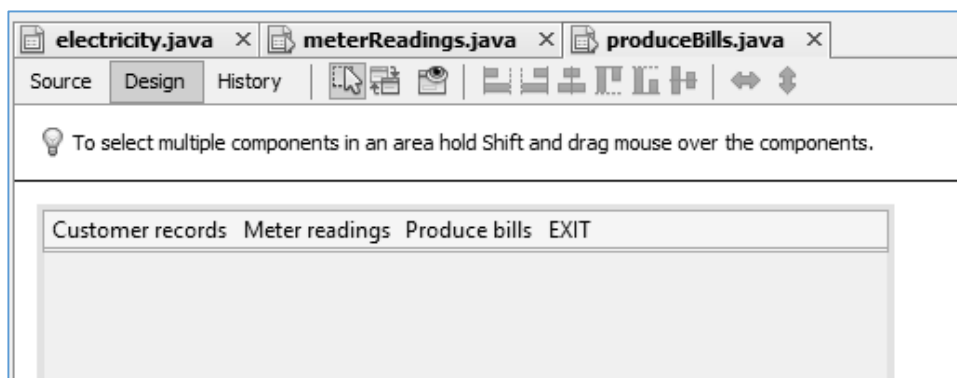 electricity.java meterReadings.java produceBills.java
Source Design History
To select multiple components in an area hold Shift and drag mouse over the components.
Customer records Meter readings Produce bills EXIT